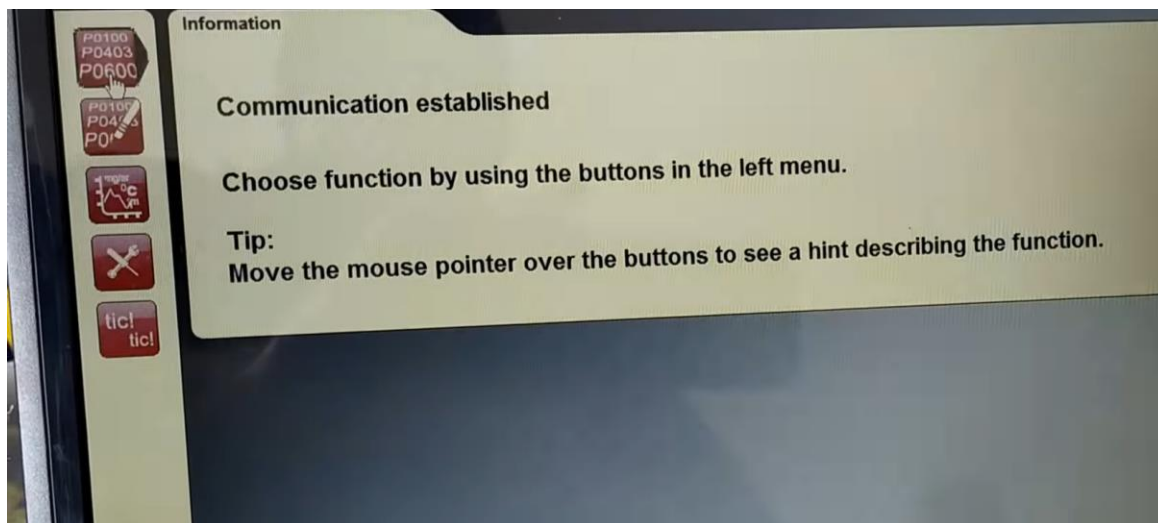 Information
P0100
P0403
P0600
Communication established
P0100
Choose function by using the buttons in the left menu.
°C
Tip:
Move the mouse pointer over the buttons to see a hint describing the function.
tic!
tic!